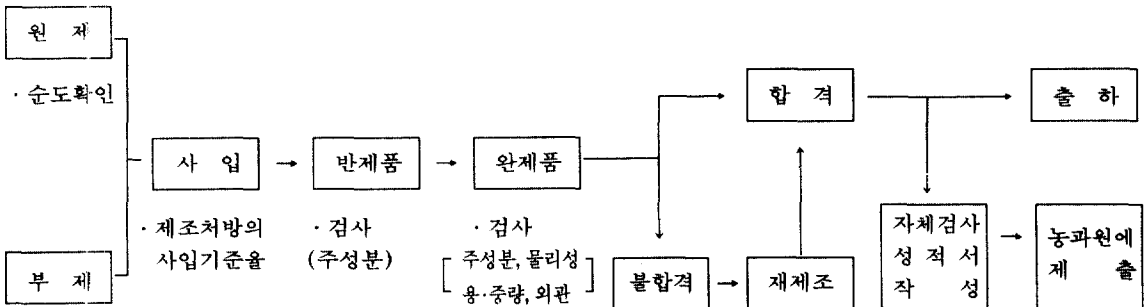 원 제
· 순도확인
부 제
사 입
· 제조처방의
사입기준율
반제품
· 검사
(주성분)
완제품
· 검사
주성분, 물리성
용·중량, 외관
합 격
불합격
재제조
출 하
자체검사
성 적 서
작 성
농과원에
제 출